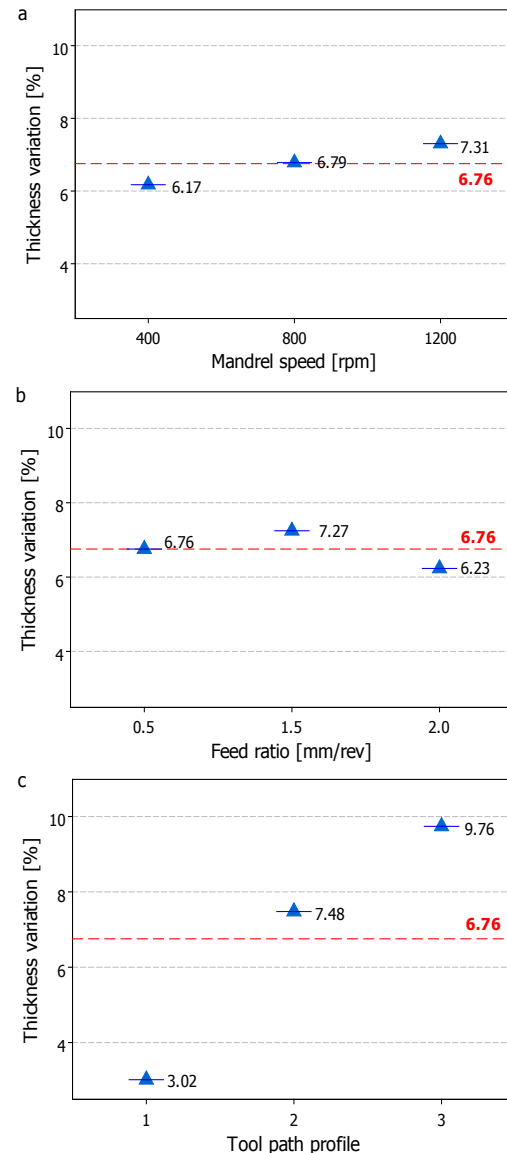 a
Thickness variation [%]
10
8
7.31
6.79
6.76
6
6.17
4
400 800 1200
Mandrel speed [rpm]
b
Thickness variation [%]
10
8
7.27
6.76
6.76
6
6.23
4
0.5 1.5 2.0
Feed ratio [mm/rev]
c
Thickness variation [%]
10
9.76
8
7.48
6.76
6
4
3.02
1 2 3
Tool path profile